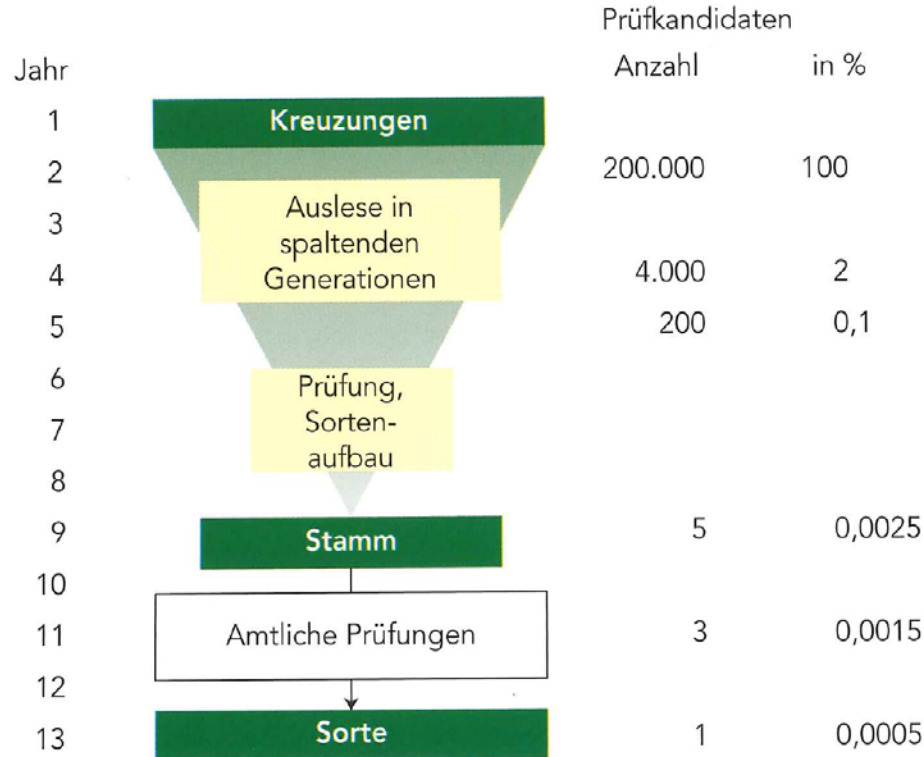 Prüfkandidaten
Jahr Anzahl in %
1 Kreuzungen
2 200.000 100
3 Auslese in
spaltenden
4 Generationen 4.000 2
5 200 0,1
6 Prüfung,
7 Sorten-
aufbau
8
9 Stamm 5 0,0025
10
11 Amtliche Prüfungen 3 0,0015
12
13 Sorte 1 0,0005